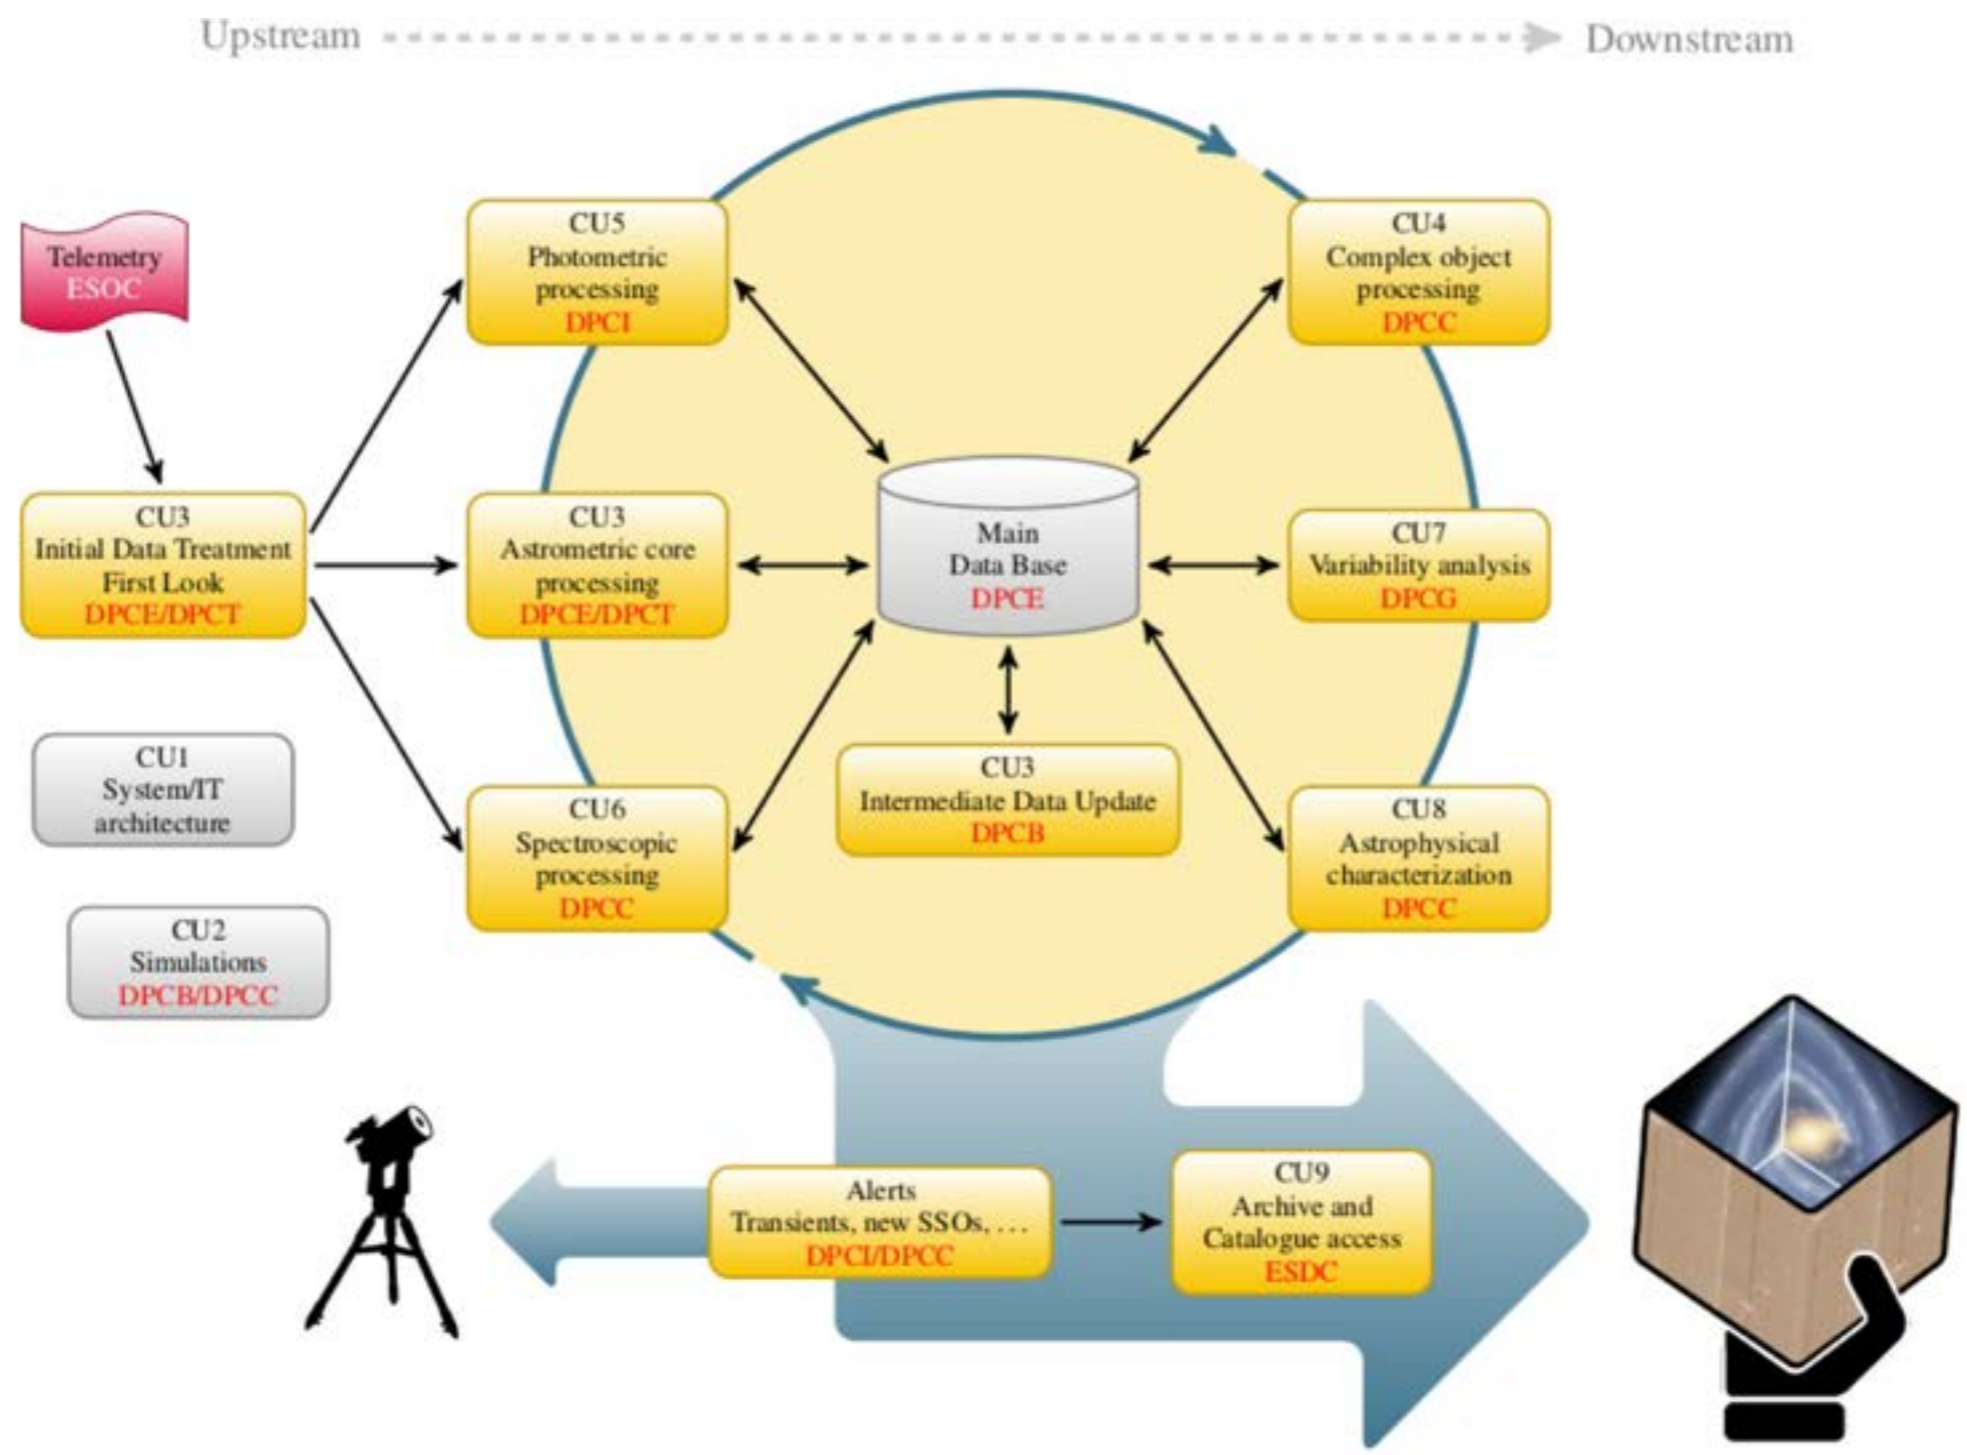 Upstream
Downstream
Telemetry
ESOC
CU5
Photometric
processing
DPCI
CU4
Complex object
processing
DPCC
CU3
Initial Data Treatment
First Look
DPCE/DPCT
CU3
Astrometric core
processing
DPCE/DPCT
Main
Data Base
DPCE
CU7
Variability analysis
DPCG
CU1
System/IT
architecture
CU6
Spectroscopic
processing
DPCC
CU3
Intermediate Data Update
DPCB
CU8
Astrophysical
characterization
DPCC
CU2
Simulations
DPCB/DPCC
Alerts
Transients, new SSOs, ...
DPCI/DPCC
CU9
Archive and
Catalogue access
ESDC